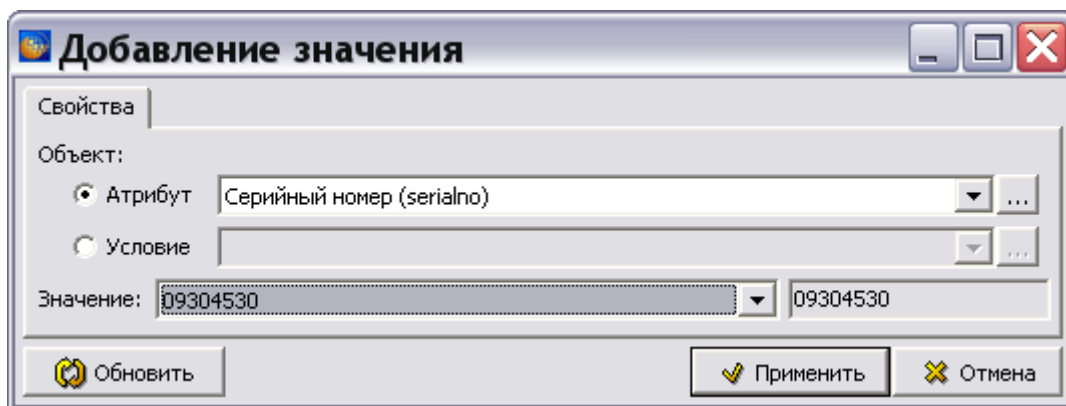 Добавление значения
Свойства
Объект:
Атрибут Серийный номер (serialno) ...
Условие ...
Значение: 09304530 09304530
Обновить Применить Отмена